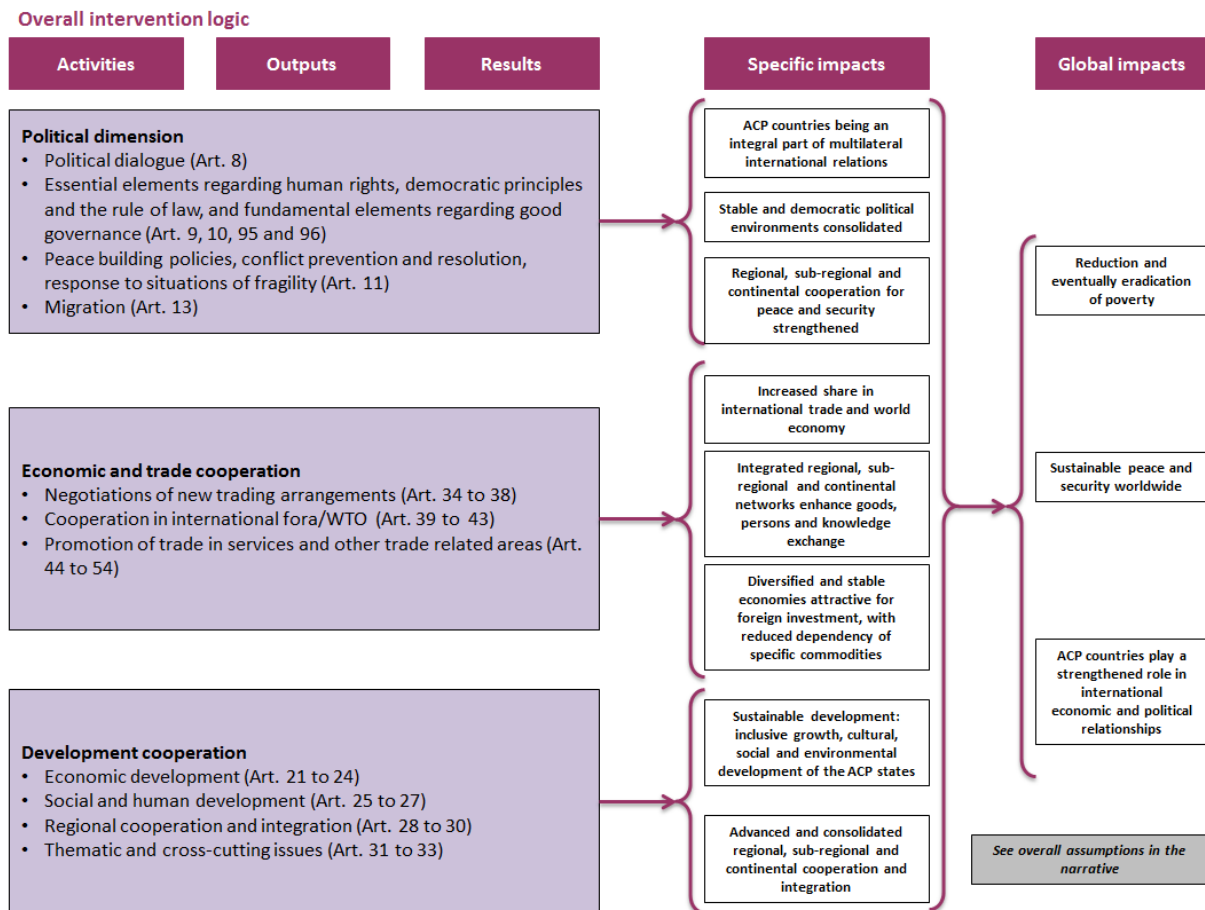 Overall intervention logic
Activities
Outputs
Results
Specific impacts
Global impacts
Political dimension
• Political dialogue (Art. 8)
• Essential elements regarding human rights, democratic principles
and the rule of law, and fundamental elements regarding good
governance (Art. 9, 10, 95 and 96)
• Peace building policies, conflict prevention and resolution,
response to situations of fragility (Art. 11)
• Migration (Art. 13)
ACP countries being an
integral part of multilateral
international relations
Stable and democratic political
environments consolidated
Regional, sub-regional and
continental cooperation for
peace and security
strengthened
Economic and trade cooperation
• Negotiations of new trading arrangements (Art. 34 to 38)
• Cooperation in international fora/WTO (Art. 39 to 43)
• Promotion of trade in services and other trade related areas (Art.
44 to 54)
Increased share in
international trade and world
economy
Integrated regional, sub-
regional and continental
networks enhance goods,
persons and knowledge
exchange
Diversified and stable
economies attractive for
foreign investment, with
reduced dependency of
specific commodities
Development cooperation
• Economic development (Art. 21 to 24)
• Social and human development (Art. 25 to 27)
• Regional cooperation and integration (Art. 28 to 30)
• Thematic and cross-cutting issues (Art. 31 to 33)
Sustainable development:
inclusive growth, cultural,
social and environmental
development of the ACP states
Advanced and consolidated
regional, sub-regional and
continental cooperation and
integration
Reduction and
eventually eradication
of poverty
Sustainable peace and
security worldwide
ACP countries play a
strengthened role in
international
economic and political
relationships
See overall assumptions in the
narrative